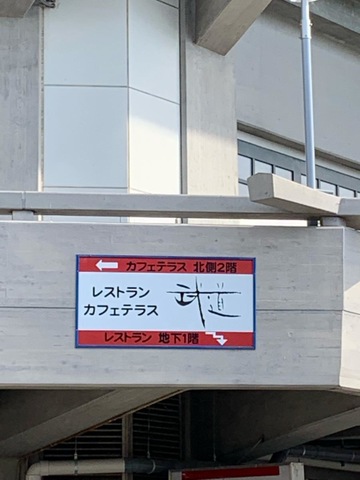 ← カフェテラス 北側2階
レストラン
カフェテラス
武道
レストラン 地下1階